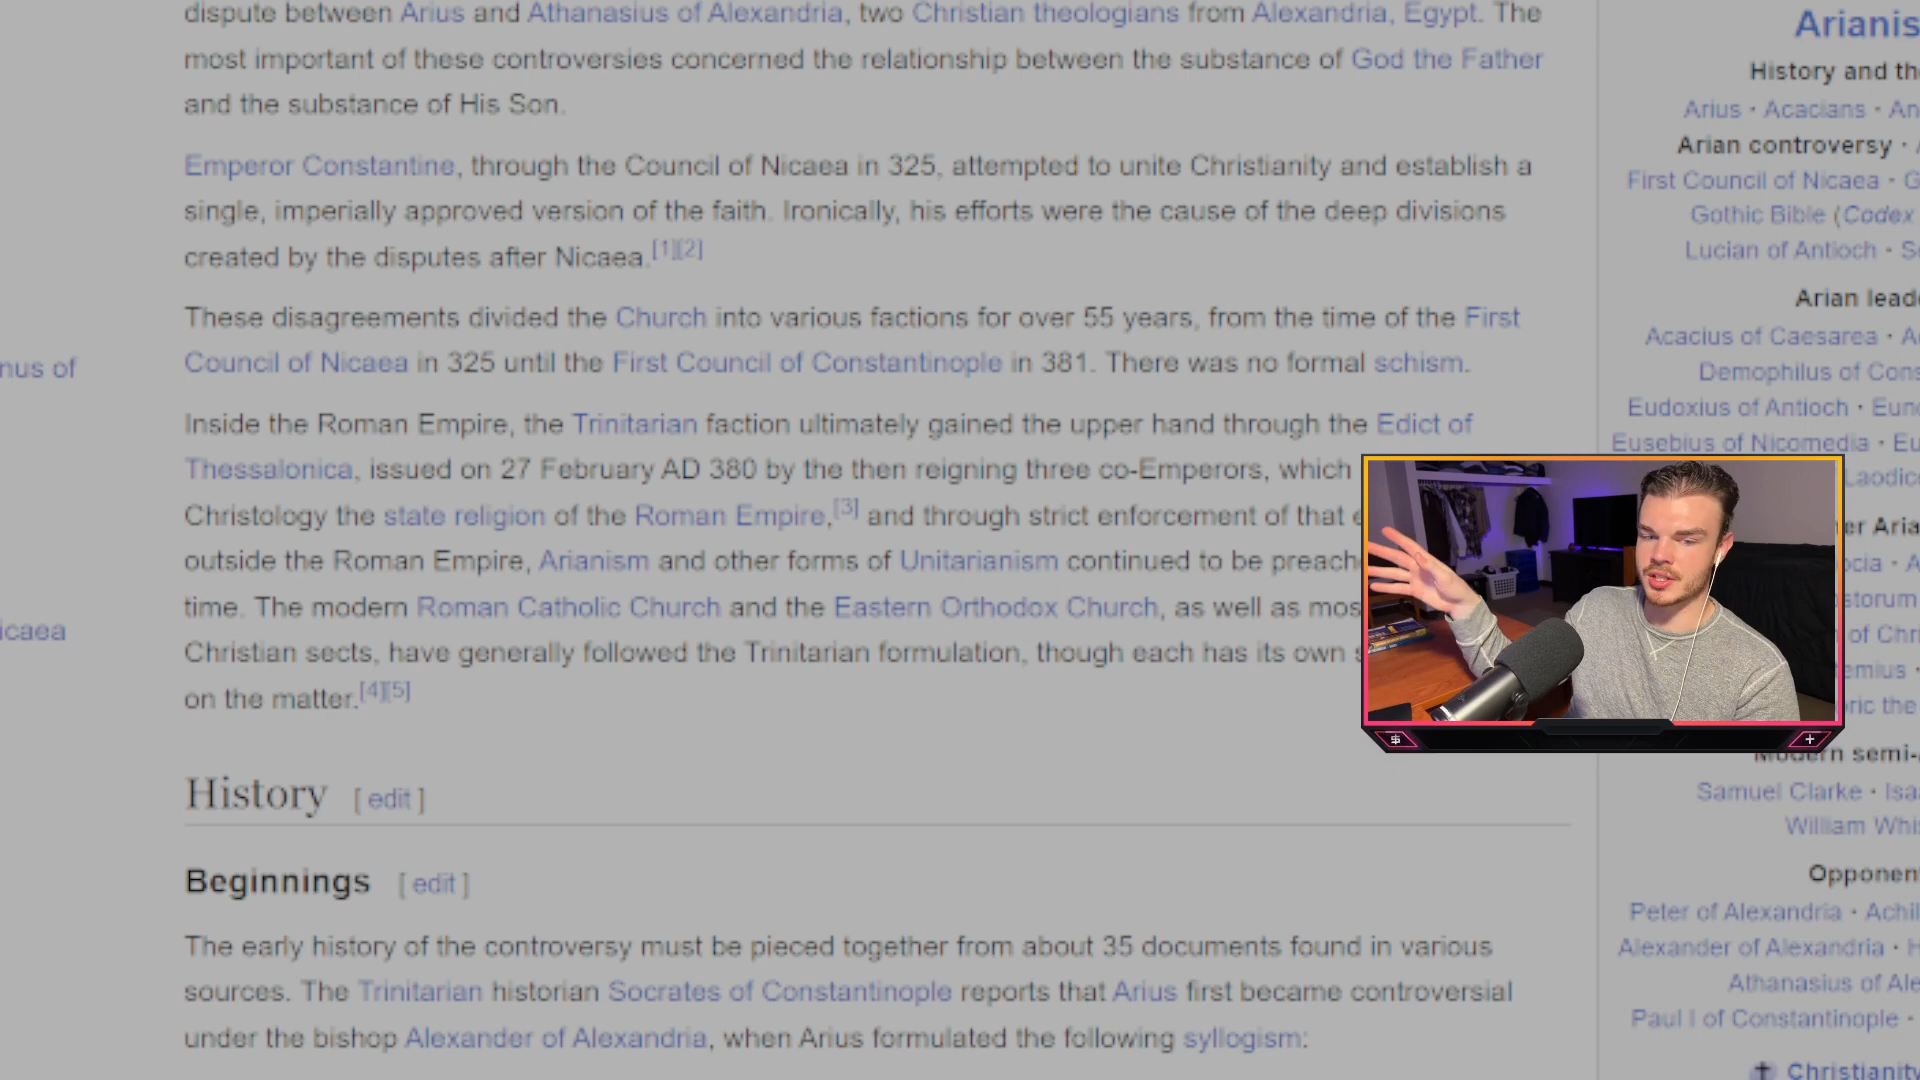 dispute between Arius and Athanasius of Alexandria, two Christian theologians from Alexandria, Egypt. The
most important of these controversies concerned the relationship between the substance of God the Father
and the substance of His Son.
Emperor Constantine, through the Council of Nicaea in 325, attempted to unite Christianity and establish a
single, imperially approved version of the faith. Ironically, his efforts were the cause of the deep divisions
created by the disputes after Nicaea.[1][2]
These disagreements divided the Church into various factions for over 55 years, from the time of the First
Council of Nicaea in 325 until the First Council of Constantinople in 381. There was no formal schism.
Inside the Roman Empire, the Trinitarian faction ultimately gained the upper hand through the Edict of
Thessalonica, issued on 27 February AD 380 by the then reigning three co-Emperors, which
Christology the state religion of the Roman Empire,[3] and through strict enforcement of that e
outside the Roman Empire, Arianism and other forms of Unitarianism continued to be preach
time. The modern Roman Catholic Church and the Eastern Orthodox Church, as well as mos
Christian sects, have generally followed the Trinitarian formulation, though each has its own s
on the matter.[4][5]
History [ edit ]
Beginnings [ edit ]
The early history of the controversy must be pieced together from about 35 documents found in various
sources. The Trinitarian historian Socrates of Constantinople reports that Arius first became controversial
under the bishop Alexander of Alexandria, when Arius formulated the following syllogism:
nus of
icaea
Arianis
History and the
Arius · Acacians · An
Arian controversy ·
First Council of Nicaea · G
Gothic Bible (Codex
Lucian of Antioch · S
Arian leade
Acacius of Caesarea · A
Demophilus of Cons
Eudoxius of Antioch · Euno
Eusebius of Nicomedia · Eu
Laodic
er Aria
ocia · A
storum
of Chri
emius ·
ric the
Modern semi-
Samuel Clarke · Isaa
William Whis
Opponent
Peter of Alexandria · Achil
Alexander of Alexandria · H
Athanasius of Ale
Paul I of Constantinople ·
Christianity